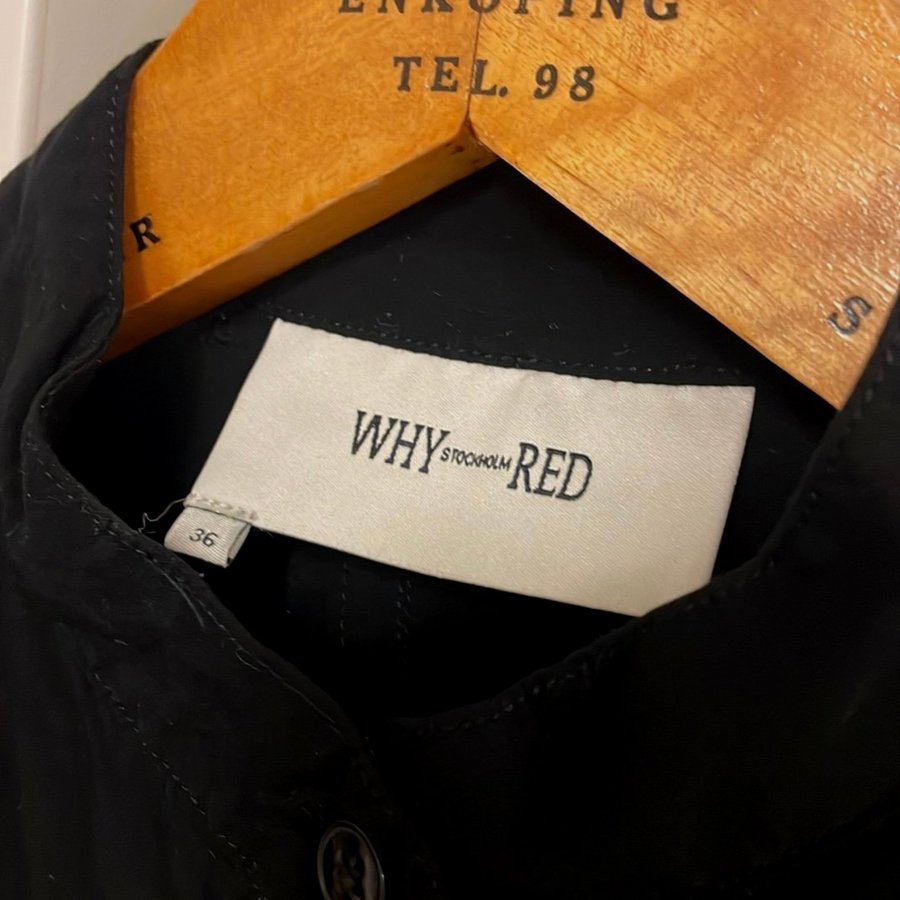 ENKÖPING
TEL. 98
R
S
WHY STOCKHOLM RED
36